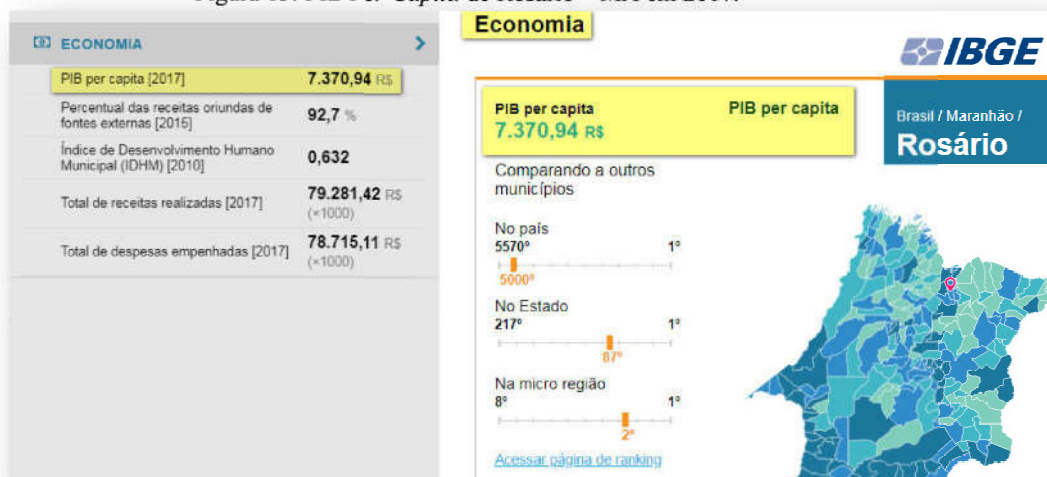 ECONOMIA
PIB per capita [2017] 7.370,94 R$
Percentual das receitas oriundas de
fontes externas [2015] 92,7 %
Índice de Desenvolvimento Humano
Municipal (IDHM) [2010] 0,632
Total de receitas realizadas [2017] 79.281,42 R$
(×1000)
Total de despesas empenhadas [2017] 78.715,11 R$
(×1000)
Economia
IBGE
PIB per capita
7.370,94 R$
PIB per capita
Brasil / Maranhão /
Rosário
Comparando a outros
municípios
No país
5570º 1º
5000º
No Estado
217º 1º
87º
Na micro região
8º 1º
2º
Acessar página de ranking